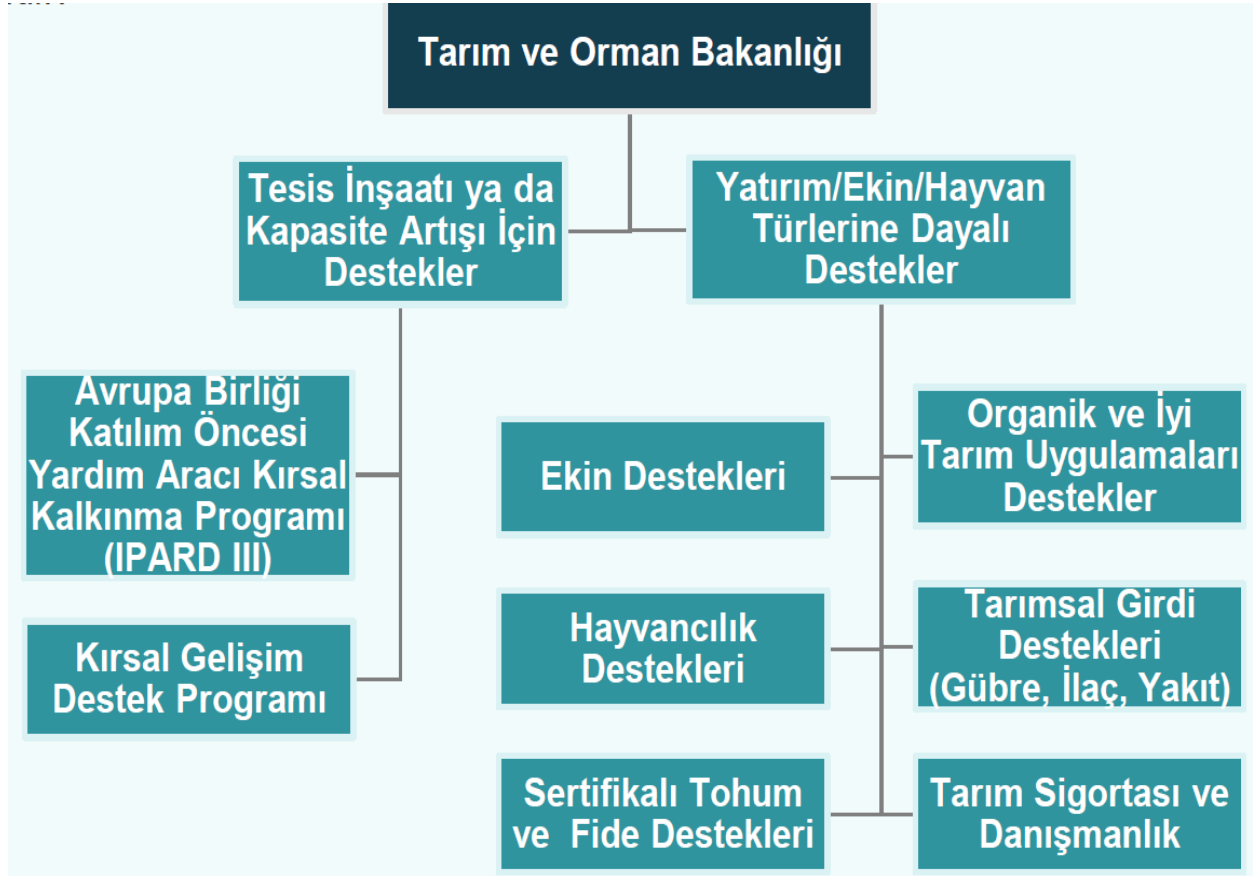 Tarım ve Orman Bakanlığı
Tesis İnşaatı ya da
Kapasite Artışı İçin
Destekler
Yatırım/Ekin/Hayvan
Türlerine Dayalı
Destekler
Avrupa Birliği
Katılım Öncesi
Yardım Aracı Kırsal
Kalkınma Programı
(IPARD III)
Kırsal Gelişim
Destek Programı
Ekin Destekleri
Organik ve İyi
Tarım Uygulamaları
Destekler
Hayvancılık
Destekleri
Tarımsal Girdi
Destekleri
(Gübre, İlaç, Yakıt)
Sertifikalı Tohum
ve Fide Destekleri
Tarım Sigortası ve
Danışmanlık